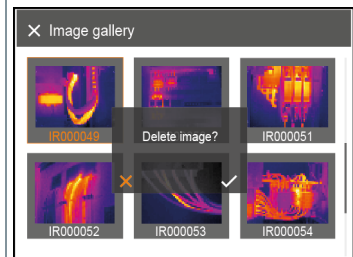 Image gallery
IR000049
Delete image?
IR000051
IR000052
IR000053
IR000054